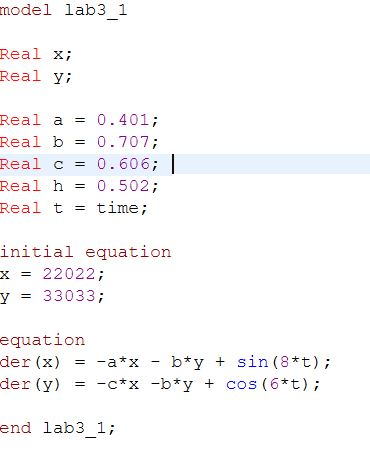 model lab3_1
Real x;
Real y;
Real a = 0.401;
Real b = 0.707;
Real c = 0.606;
Real h = 0.502;
Real t = time;
initial equation
x = 22022;
y = 33033;
equation
der(x) = -a*x - b*y + sin(8*t);
der(y) = -c*x -b*y + cos(6*t);
end lab3_1;